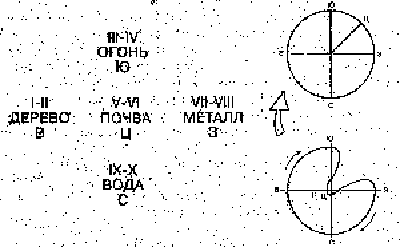 III-IV
ОГОНЬ
Ю
I-II
ДЕРЕВО
В
V-VI
ПОЧВА
Ц
VII-VIII
МЕТАЛЛ
З
IX-X
ВОДА
С
Ю
Ц
З
С
Ю
В
Ц
З